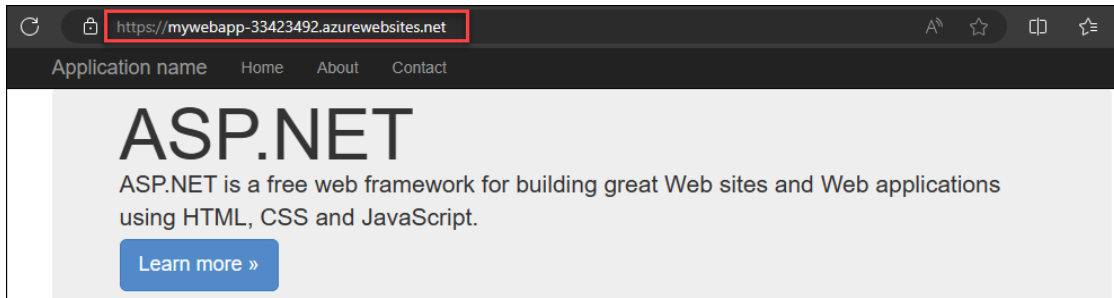 https://mywebapp-33423492.azurewebsites.net
Application name Home About Contact
ASP.NET
ASP.NET is a free web framework for building great Web sites and Web applications
using HTML, CSS and JavaScript.
Learn more »